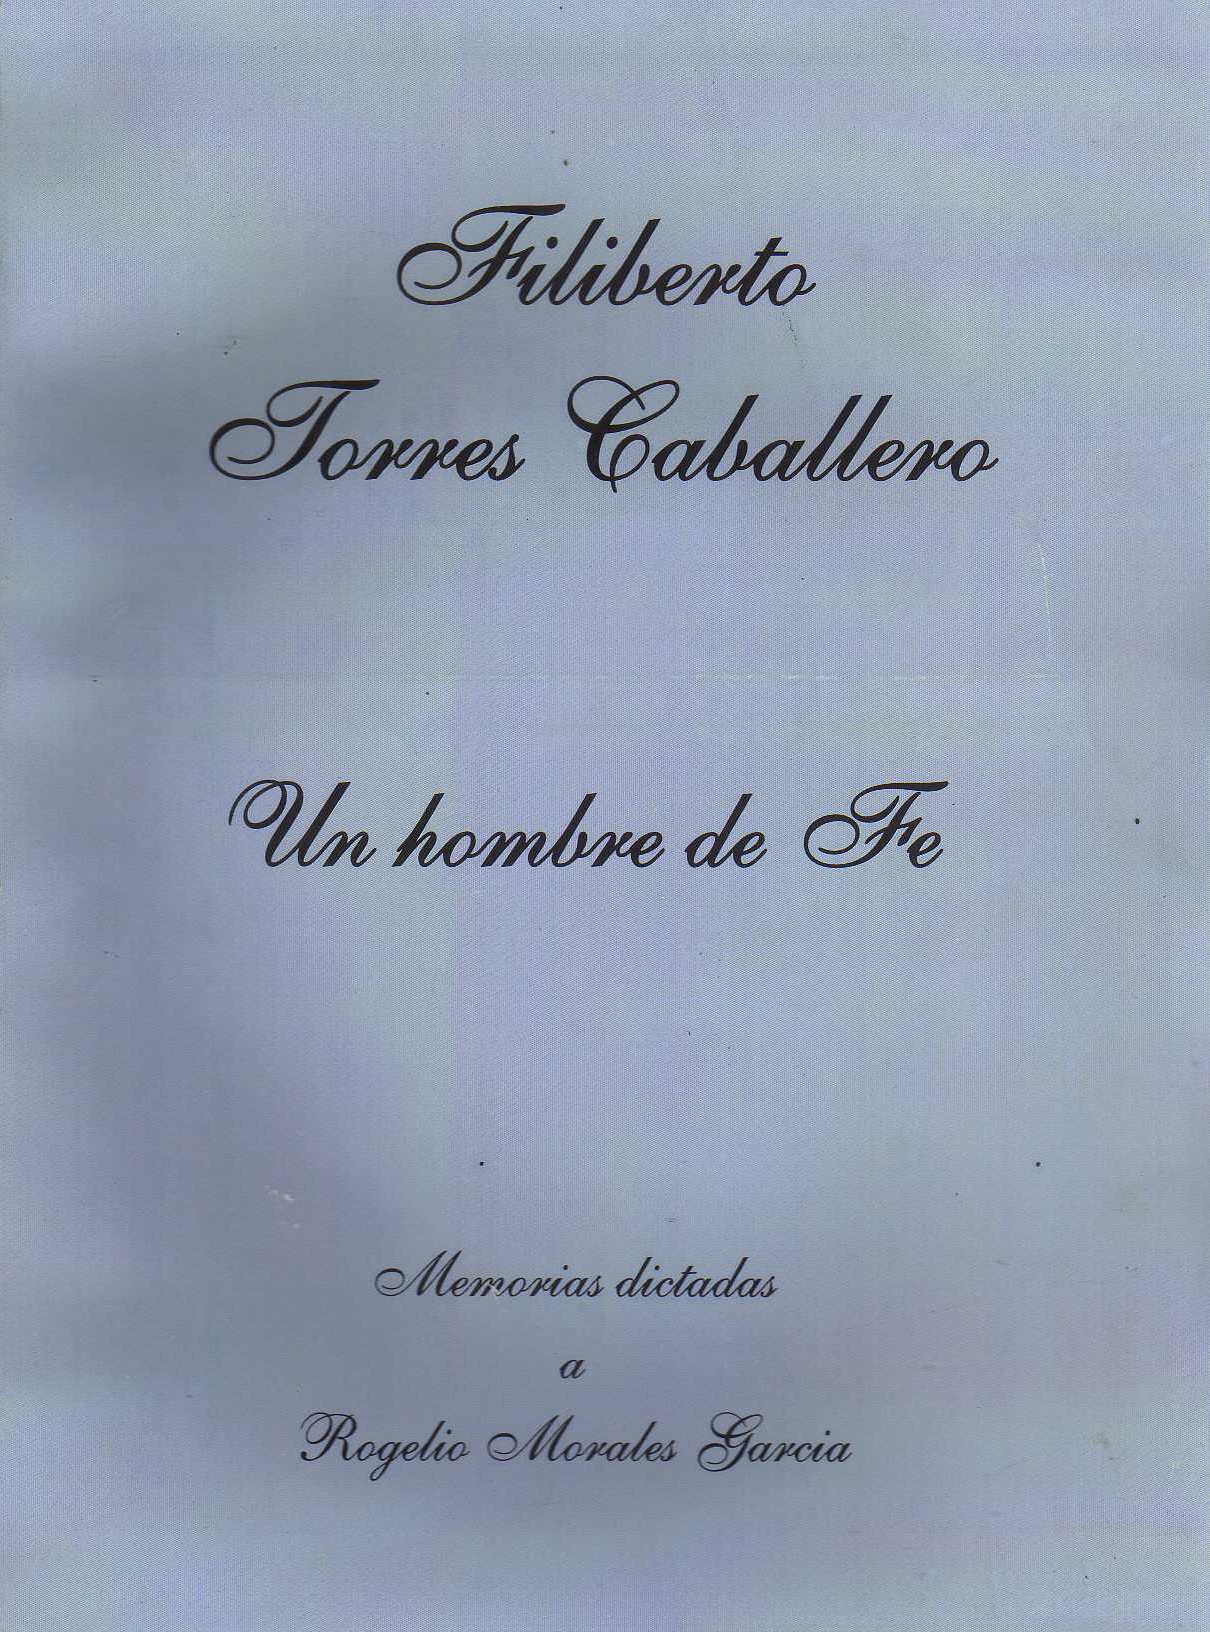 Filiberto
Torres Caballero
Un hombre de Fe
Memorias dictadas
a
Rogelio Morales Garcia